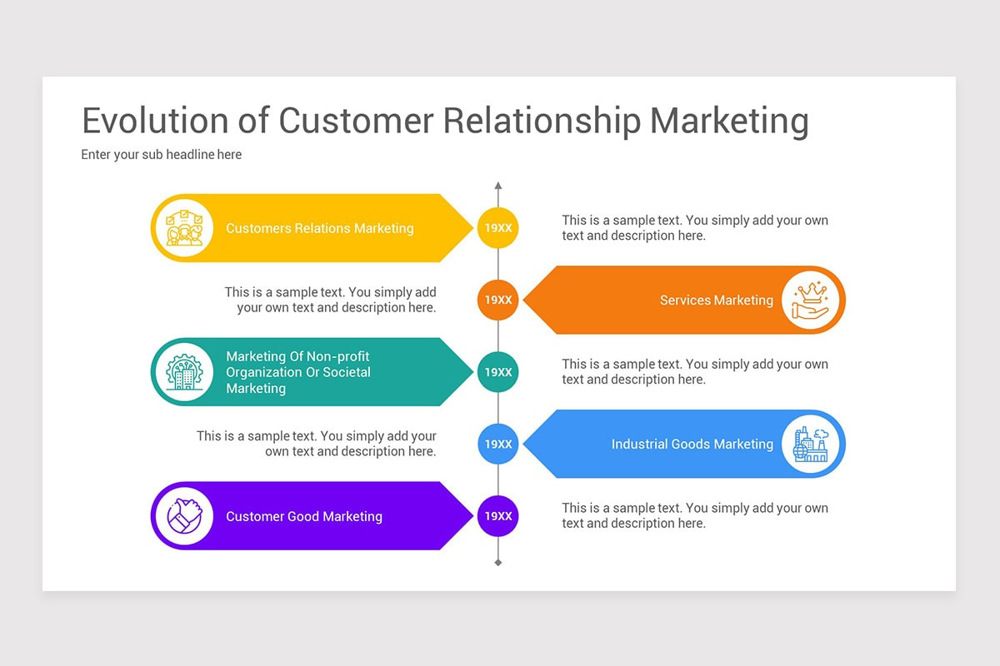 Evolution of Customer Relationship Marketing
Enter your sub headline here
Customers Relations Marketing
19XX
This is a sample text. You simply add your own
text and description here.
This is a sample text. You simply add
your own text and description here.
19XX
Services Marketing
Marketing Of Non-profit
Organization Or Societal
Marketing
19XX
This is a sample text. You simply add your own
text and description here.
This is a sample text. You simply add your
own text and description here.
19XX
Industrial Goods Marketing
Customer Good Marketing
19XX
This is a sample text. You simply add your own
text and description here.